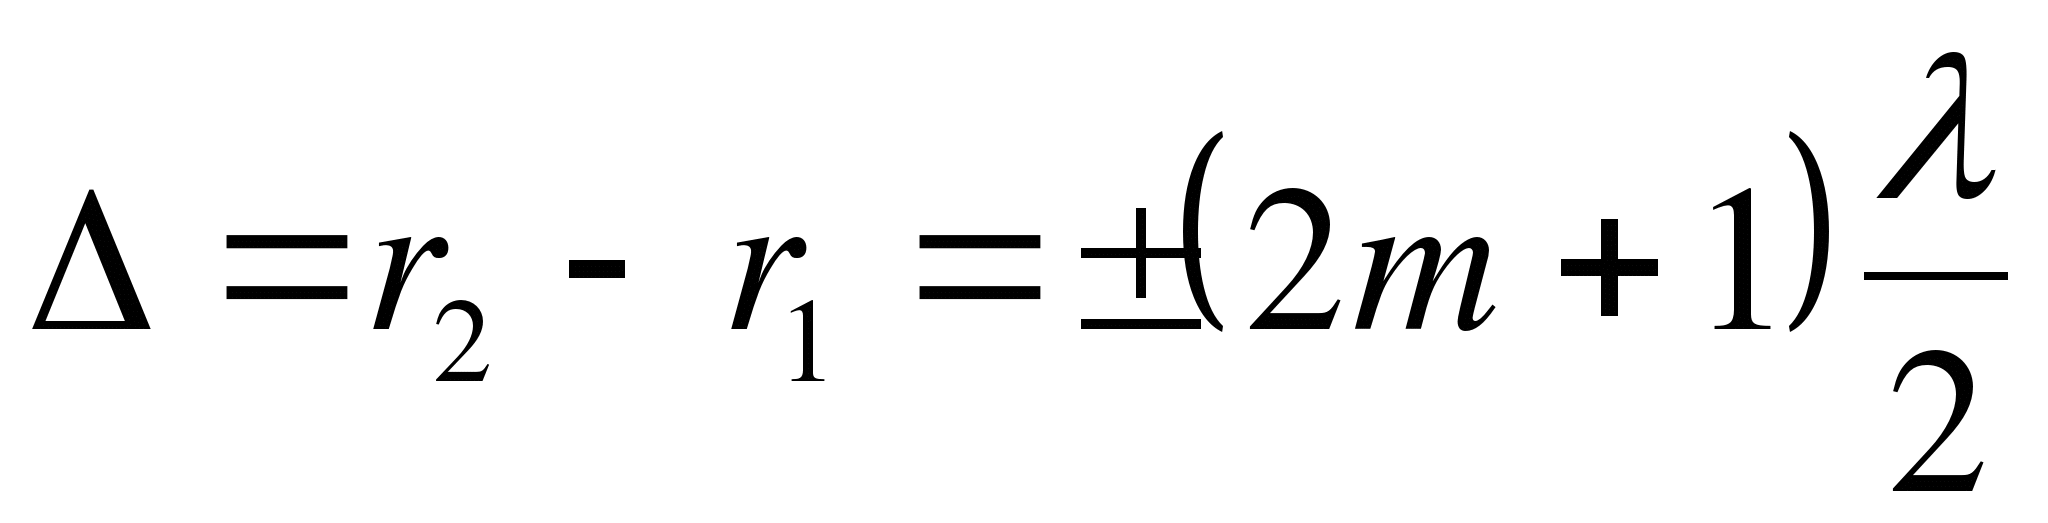 Δ = r₂ - r₁ = ±(2m + 1) λ/2